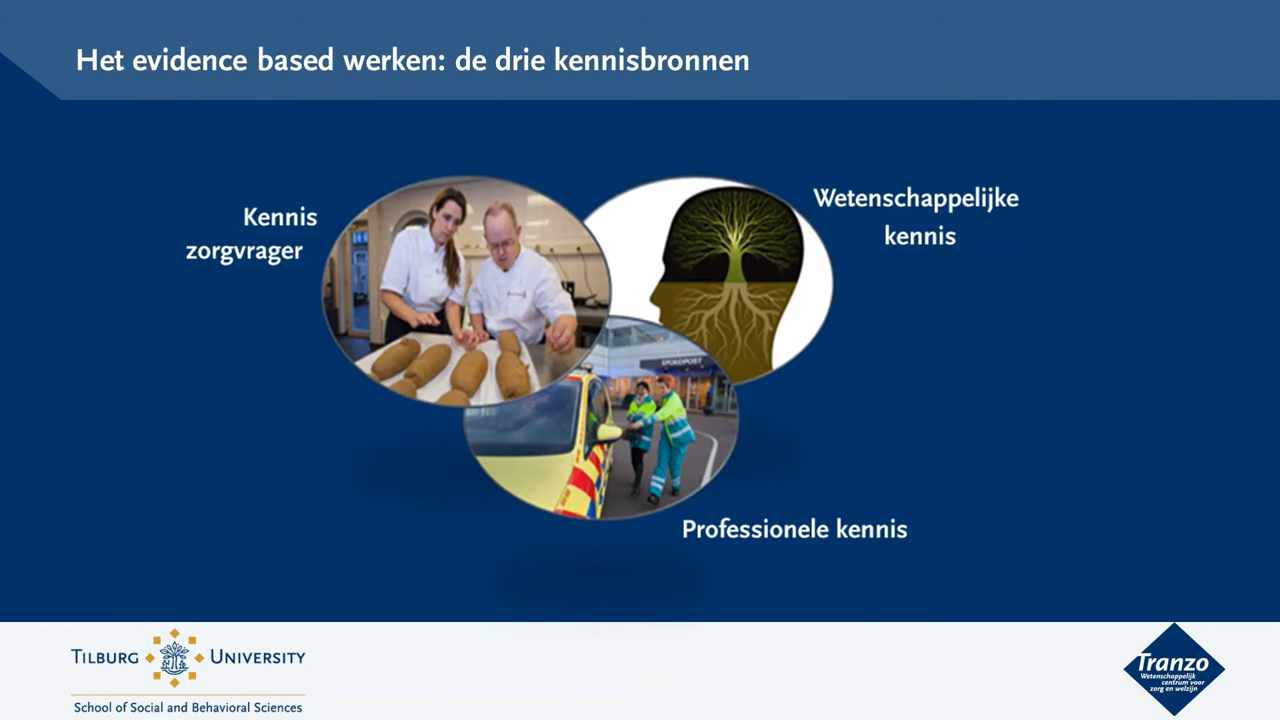 Het evidence based werken: de drie kennisbronnen
Kennis
zorgvrager
Wetenschappelijke
kennis
SPOEDPOST
Professionele kennis
TILBURG UNIVERSITY
School of Social and Behavioral Sciences
Tranzo
Wetenschappelijk
centrum voor
zorg en welzijn